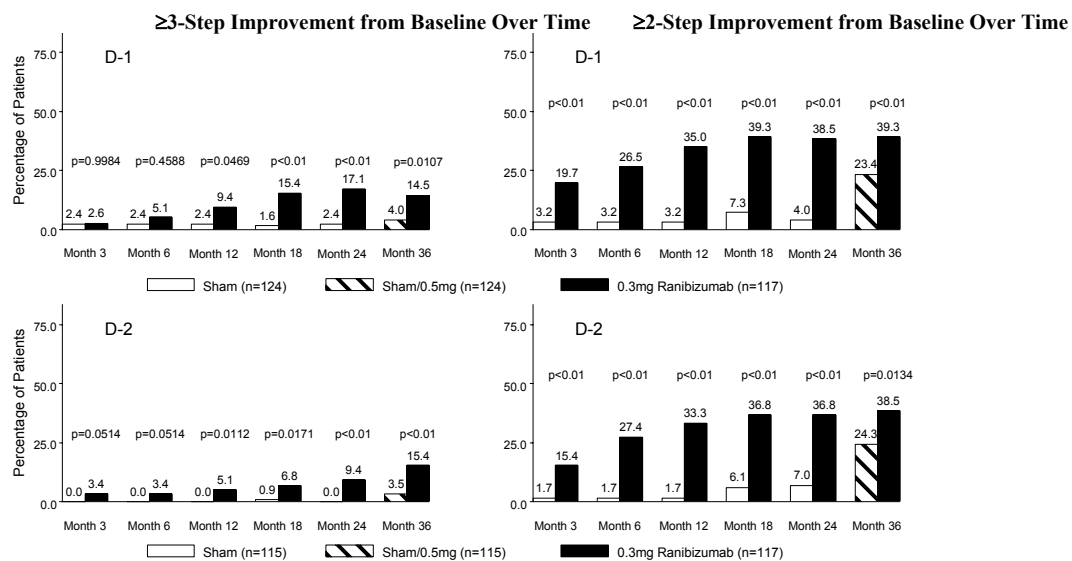 ≥3-Step Improvement from Baseline Over Time
≥2-Step Improvement from Baseline Over Time
D-1
Percentage of Patients
75.0
50.0
25.0
0.0
p=0.9984 p=0.4588 p=0.0469 p<0.01 p<0.01 p=0.0107
2.4 2.6 2.4 5.1 2.4 9.4 1.6 15.4 2.4 17.1 4.0 14.5
Month 3 Month 6 Month 12 Month 18 Month 24 Month 36
D-1
75.0
50.0
25.0
0.0
p<0.01 p<0.01 p<0.01 p<0.01 p<0.01 p<0.01
3.2 19.7 3.2 26.5 3.2 35.0 7.3 39.3 4.0 38.5 23.4 39.3
Month 3 Month 6 Month 12 Month 18 Month 24 Month 36
Sham (n=124) Sham/0.5mg (n=124) 0.3mg Ranibizumab (n=117)
D-2
Percentage of Patients
75.0
50.0
25.0
0.0
p=0.0514 p=0.0514 p=0.0112 p=0.0171 p<0.01 p<0.01
0.0 3.4 0.0 3.4 0.0 5.1 0.9 6.8 0.0 9.4 3.5 15.4
Month 3 Month 6 Month 12 Month 18 Month 24 Month 36
D-2
75.0
50.0
25.0
0.0
p<0.01 p<0.01 p<0.01 p<0.01 p<0.01 p=0.0134
1.7 15.4 1.7 27.4 1.7 33.3 6.1 36.8 7.0 36.8 24.3 38.5
Month 3 Month 6 Month 12 Month 18 Month 24 Month 36
Sham (n=115) Sham/0.5mg (n=115) 0.3mg Ranibizumab (n=117)